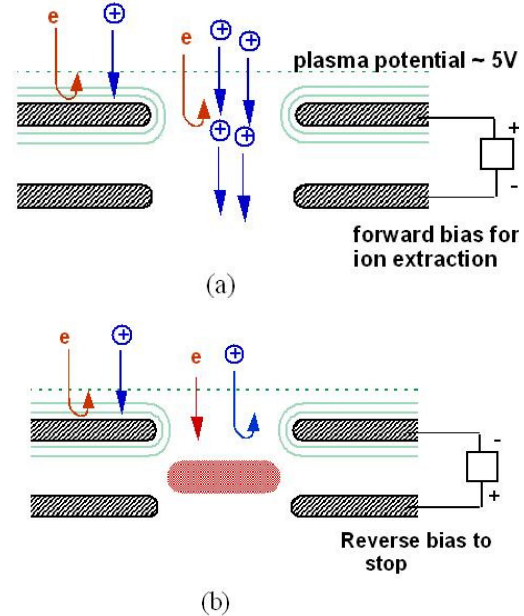 e
⊕
e
⊕ ⊕
plasma potential ~ 5V
⊕ ⊕
+
-
forward bias for
ion extraction
(a)
e
⊕
e
⊕
-
+
Reverse bias to
stop
(b)